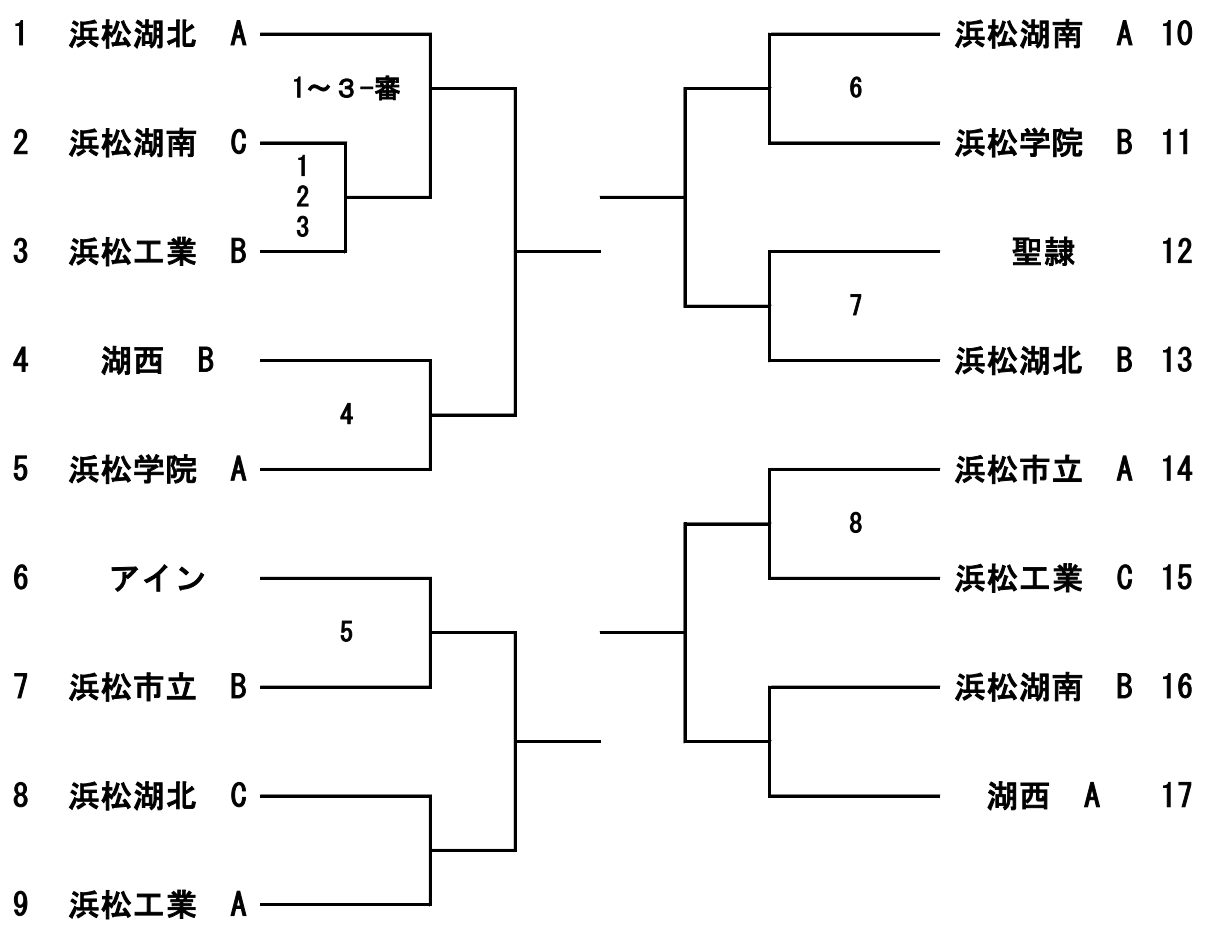 1 浜松湖北 A
1～３-審
2 浜松湖南 C
1
2
3
3 浜松工業 B
4 湖西 B
4
5 浜松学院 A
6 アイン
5
7 浜松市立 B
8 浜松湖北 C
9 浜松工業 A
浜松湖南 A 10
6
浜松学院 B 11
聖隷 12
7
浜松湖北 B 13
浜松市立 A 14
8
浜松工業 C 15
浜松湖南 B 16
湖西 A 17